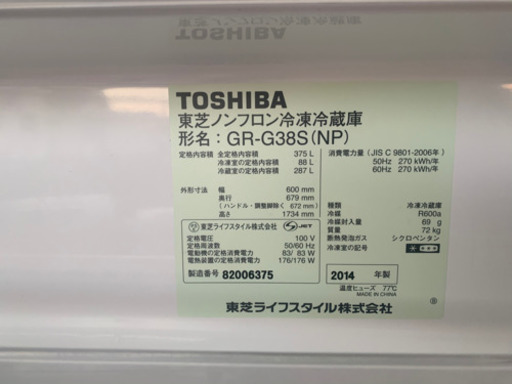 TOSHIBA
TOSHIBA
東芝ノンフロン冷凍冷蔵庫
形名：GR-G38S(NP)
定格内容積 全定格内容積 375 L
冷凍室の定格内容積 88 L
冷蔵室の定格内容積 287 L
消費電力量(JIS C 9801-2006年)
50Hz 270 kWh/年
60Hz 270 kWh/年
外形寸法 幅 600 mm
奥行 679 mm
(ハンドル・調整脚除く 672 mm)
高さ 1734 mm
種類 冷凍冷蔵庫
冷媒 R600a
冷媒封入量 69 g
質量 72 kg
断熱発泡ガス シクロペンタン
冷凍室の記号
東芝ライフスタイル株式会社 JET
定格電圧 100 V
定格周波数 50/60 Hz
電動機の定格消費電力 83/ 83 W
電熱装置の定格消費電力 176/176 W
製造番号 82006375
2014 年製
温度ヒューズ 77℃
MADE IN CHINA
東芝ライフスタイル株式会社